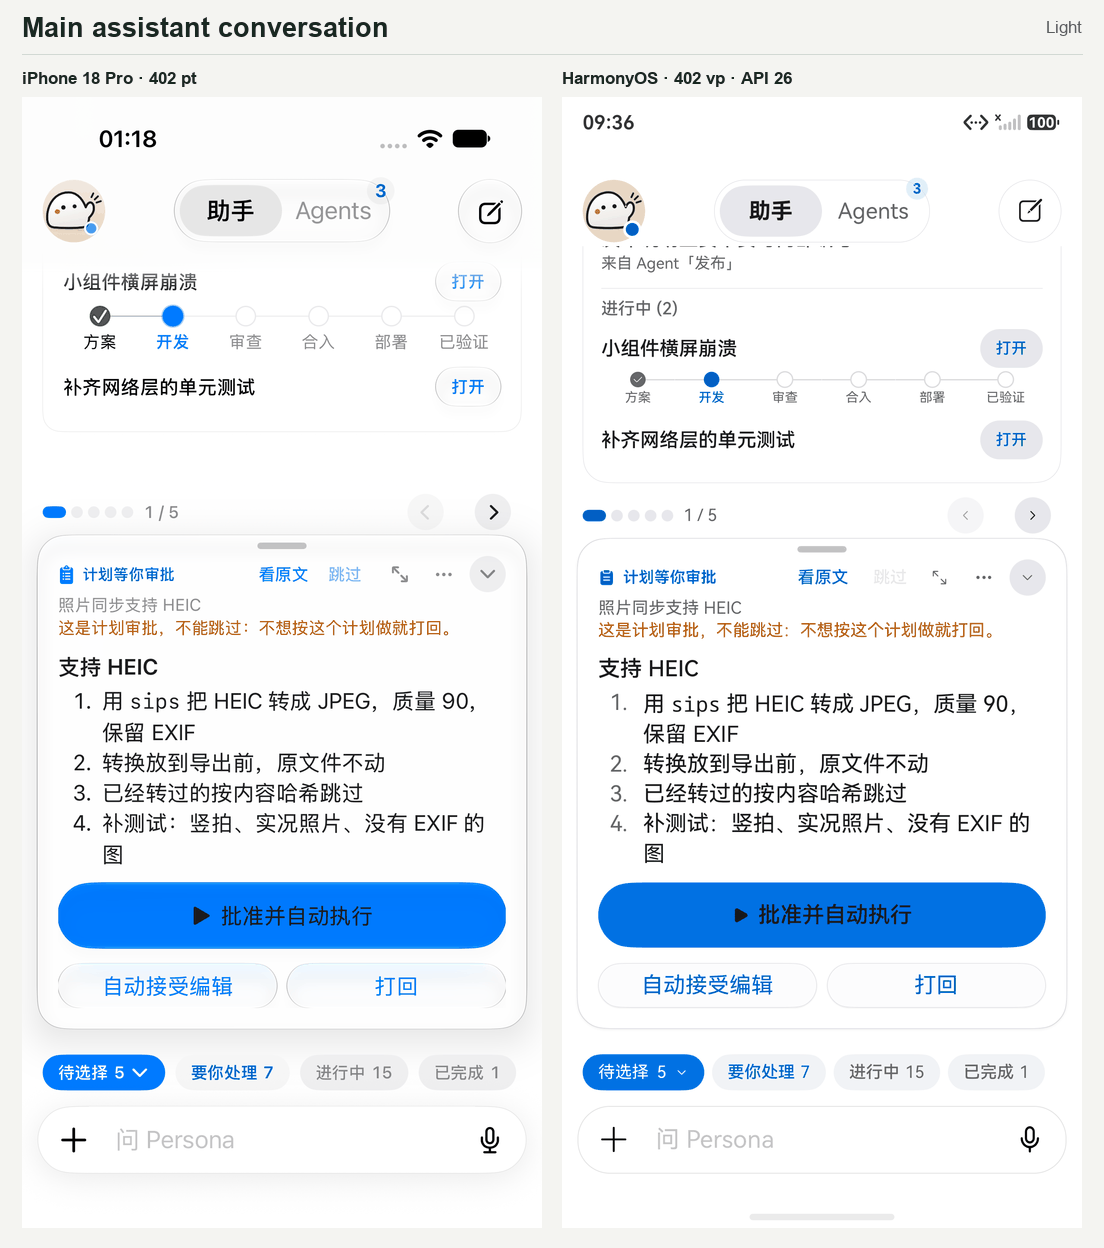 Main assistant conversation
Light
iPhone 18 Pro · 402 pt
01:18
助手
Agents
3
小组件横屏崩溃
打开
方案
开发
审查
合入
部署
已验证
补齐网络层的单元测试
打开
1 / 5
计划等你审批
看原文
跳过
照片同步支持 HEIC
这是计划审批，不能跳过：不想按这个计划做就打回。
支持 HEIC
1. 用 sips 把 HEIC 转成 JPEG，质量 90，
保留 EXIF
2. 转换放到导出前，原文件不动
3. 已经转过的按内容哈希跳过
4. 补测试：竖拍、实况照片、没有 EXIF 的
图
批准并自动执行
自动接受编辑
打回
待选择 5
要你处理 7
进行中 15
已完成 1
问 Persona
HarmonyOS · 402 vp · API 26
09:36
100
助手
Agents
3
来自 Agent「发布」
进行中 (2)
小组件横屏崩溃
打开
方案
开发
审查
合入
部署
已验证
补齐网络层的单元测试
打开
1 / 5
计划等你审批
看原文
跳过
照片同步支持 HEIC
这是计划审批，不能跳过：不想按这个计划做就打回。
支持 HEIC
1. 用 sips 把 HEIC 转成 JPEG，质量 90，
保留 EXIF
2. 转换放到导出前，原文件不动
3. 已经转过的按内容哈希跳过
4. 补测试：竖拍、实况照片、没有 EXIF 的
图
批准并自动执行
自动接受编辑
打回
待选择 5
要你处理 7
进行中 15
已完成 1
问 Persona